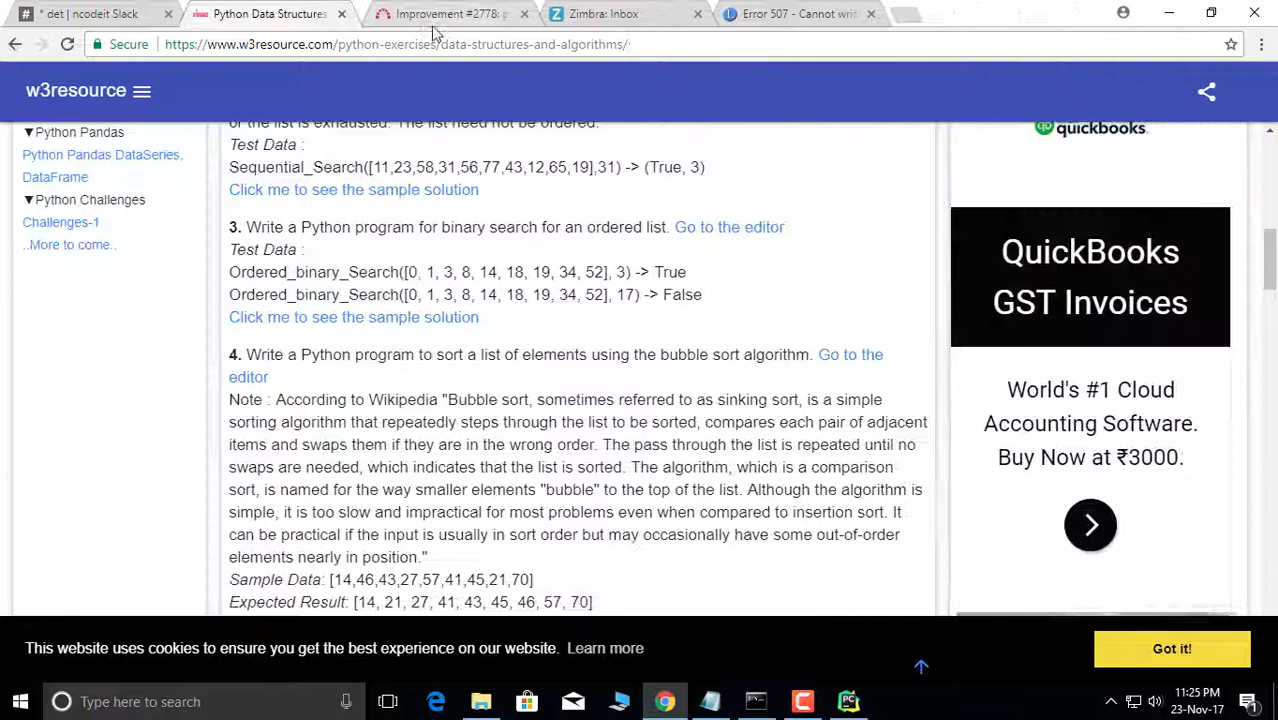 * det | ncodeit Slack
Python Data Structures
Improvement #2778: p
Zimbra: Inbox
Error 507 - Cannot writ
Secure
https://www.w3resource.com/python-exercises/data-structures-and-algorithms/
w3resource
▼Python Pandas
Python Pandas DataSeries,
DataFrame
▼Python Challenges
Challenges-1
..More to come..
or the list is exhausted. The list need not be ordered.
Test Data :
Sequential_Search([11,23,58,31,56,77,43,12,65,19],31) -> (True, 3)
Click me to see the sample solution
3. Write a Python program for binary search for an ordered list. Go to the editor
Test Data :
Ordered_binary_Search([0, 1, 3, 8, 14, 18, 19, 34, 52], 3) -> True
Ordered_binary_Search([0, 1, 3, 8, 14, 18, 19, 34, 52], 17) -> False
Click me to see the sample solution
4. Write a Python program to sort a list of elements using the bubble sort algorithm. Go to the
editor
Note : According to Wikipedia "Bubble sort, sometimes referred to as sinking sort, is a simple
sorting algorithm that repeatedly steps through the list to be sorted, compares each pair of adjacent
items and swaps them if they are in the wrong order. The pass through the list is repeated until no
swaps are needed, which indicates that the list is sorted. The algorithm, which is a comparison
sort, is named for the way smaller elements "bubble" to the top of the list. Although the algorithm is
simple, it is too slow and impractical for most problems even when compared to insertion sort. It
can be practical if the input is usually in sort order but may occasionally have some out-of-order
elements nearly in position."
Sample Data: [14,46,43,27,57,41,45,21,70]
Expected Result: [14, 21, 27, 41, 43, 45, 46, 57, 70]
quickbooks.
QuickBooks
GST Invoices
World's #1 Cloud
Accounting Software.
Buy Now at ₹3000.
This website uses cookies to ensure you get the best experience on our website. Learn more
Got it!
Type here to search
11:25 PM
23-Nov-17